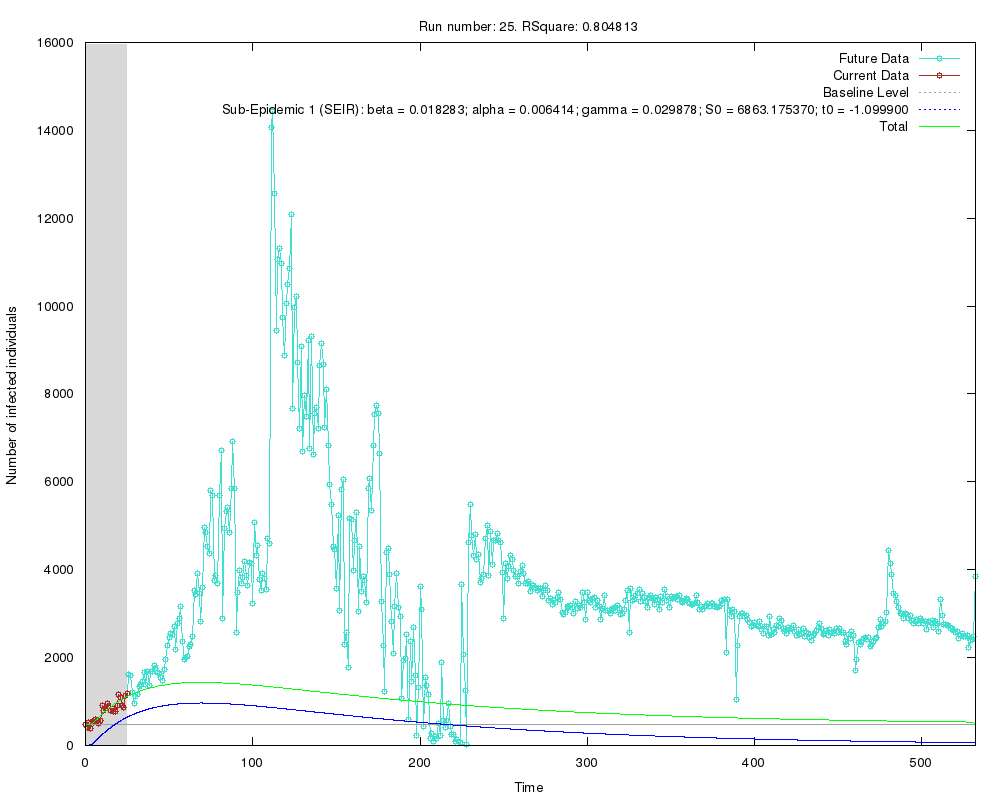 Run number: 25. RSquare: 0.804813
16000
14000
12000
10000
8000
6000
4000
2000
0
Number of infected individuals
Future Data
Current Data
Baseline Level
Sub-Epidemic 1 (SEIR): beta = 0.018283; alpha = 0.006414; gamma = 0.029878; S0 = 6863.175370; t0 = -1.099900
Total
0 100 200 300 400 500
Time